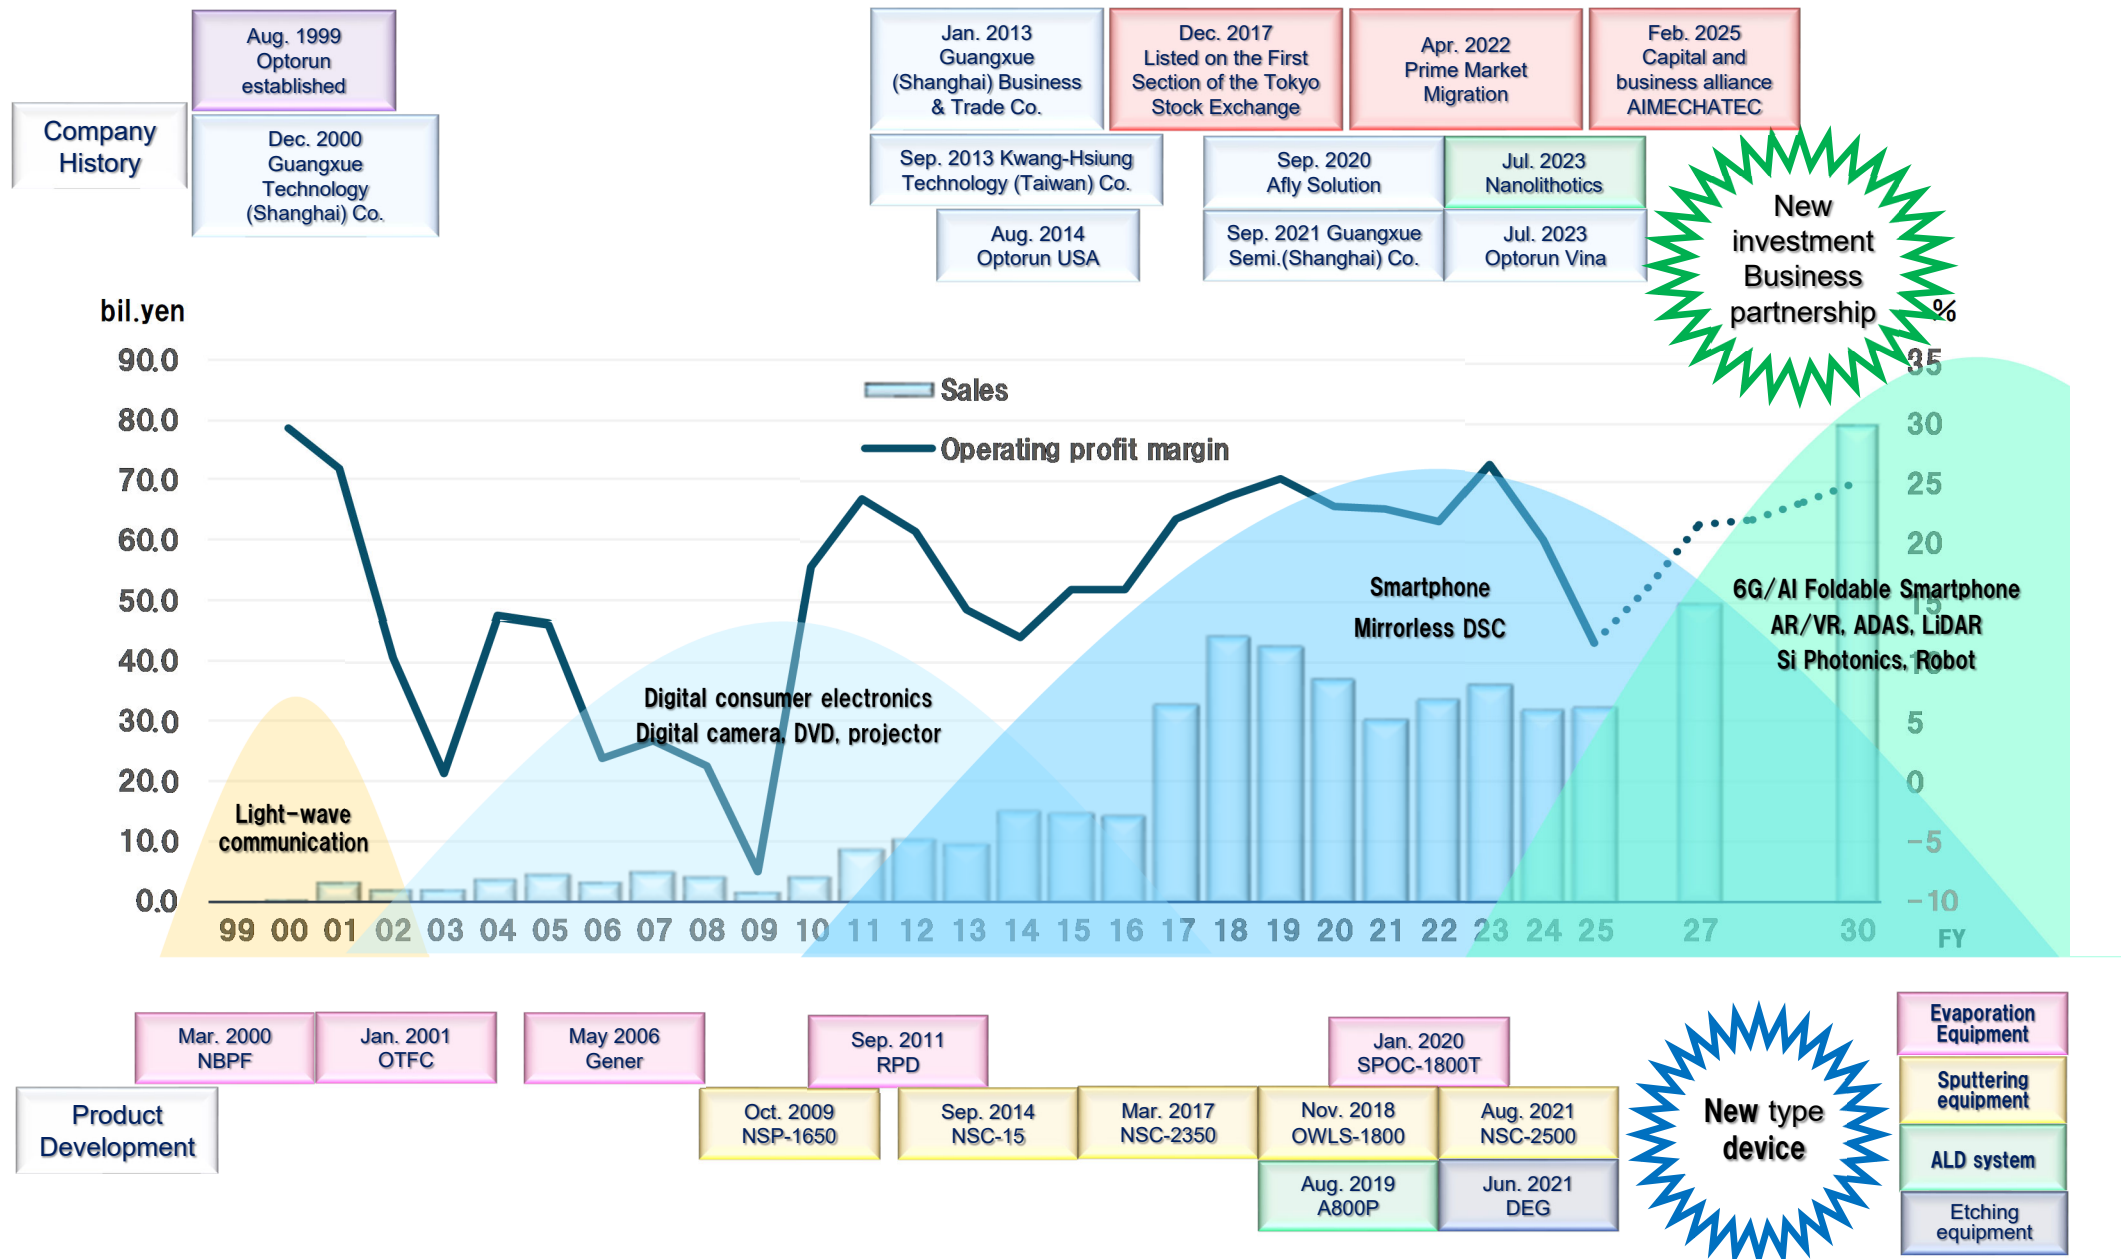 Company
History
Aug. 1999
Optorun
established
Dec. 2000
Guangxue
Technology
(Shanghai) Co.
Jan. 2013
Guangxue
(Shanghai) Business
& Trade Co.
Dec. 2017
Listed on the First
Section of the Tokyo
Stock Exchange
Apr. 2022
Prime Market
Migration
Feb. 2025
Capital and
business alliance
AIMECHATEC
Sep. 2013 Kwang-Hsiung
Technology (Taiwan) Co.
Sep. 2020
Afly Solution
Jul. 2023
Nanolithotics
Aug. 2014
Optorun USA
Sep. 2021 Guangxue
Semi.(Shanghai) Co.
Jul. 2023
Optorun Vina
New
investment
Business
partnership
bil.yen
%
90.0
80.0
70.0
60.0
50.0
40.0
30.0
20.0
10.0
0.0
Sales
Operating profit margin
35
30
25
20
15
10
5
0
-5
-10
Light-wave
communication
Digital consumer electronics
Digital camera, DVD, projector
Smartphone
Mirrorless DSC
6G/AI Foldable Smartphone
AR/VR, ADAS, LiDAR
Si Photonics, Robot
99 00 01 02 03 04 05 06 07 08 09 10 11 12 13 14 15 16 17 18 19 20 21 22 23 24 25 27 30
FY
Product
Development
Mar. 2000
NBPF
Jan. 2001
OTFC
May 2006
Gener
Sep. 2011
RPD
Jan. 2020
SPOC-1800T
Oct. 2009
NSP-1650
Sep. 2014
NSC-15
Mar. 2017
NSC-2350
Nov. 2018
OWLS-1800
Aug. 2021
NSC-2500
Aug. 2019
A800P
Jun. 2021
DEG
New type
device
Evaporation
Equipment
Sputtering
equipment
ALD system
Etching
equipment